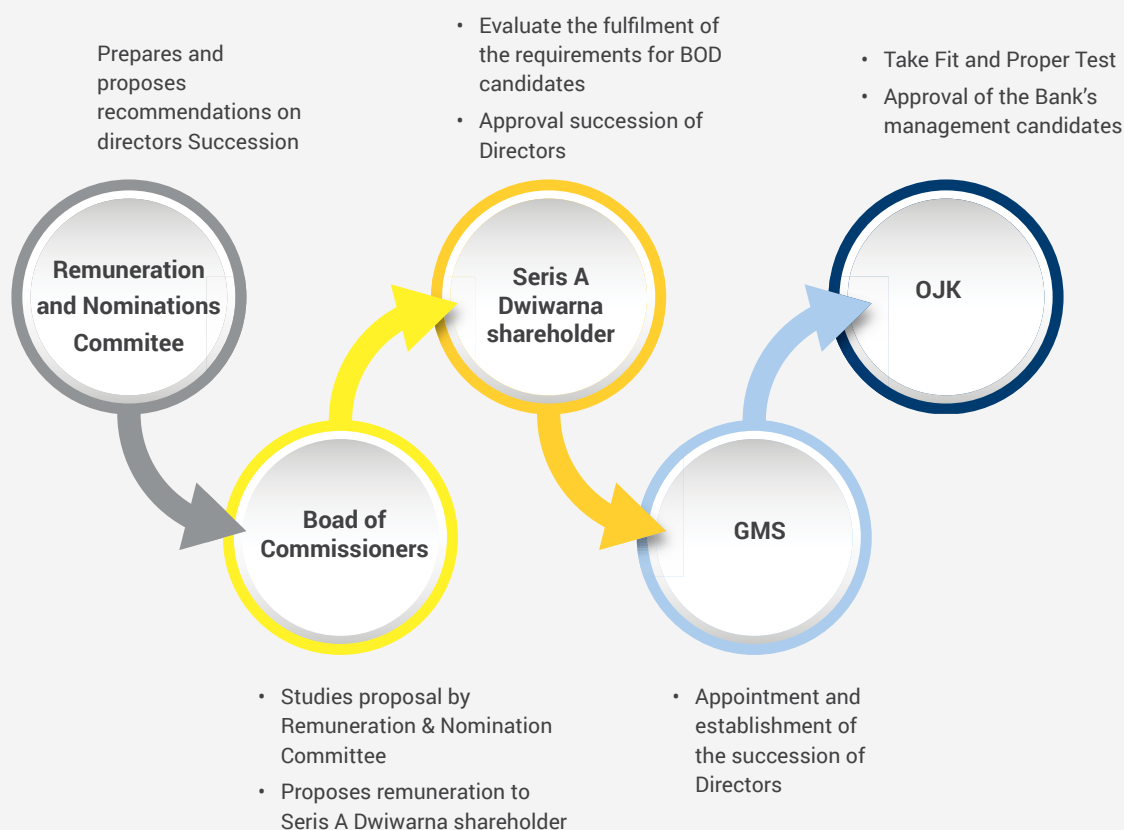 Prepares and
proposes
recommendations on
directors Succession
Remuneration
and Nominations
Commitee
Boad of
Commissioners
• Studies proposal by
Remuneration & Nomination
Committee
• Proposes remuneration to
Seris A Dwiwarna shareholder
• Evaluate the fulfilment of
the requirements for BOD
candidates
• Approval succession of
Directors
Seris A
Dwiwarna
shareholder
GMS
• Appointment and
establishment of
the succession of
Directors
• Take Fit and Proper Test
• Approval of the Bank's
management candidates
OJK